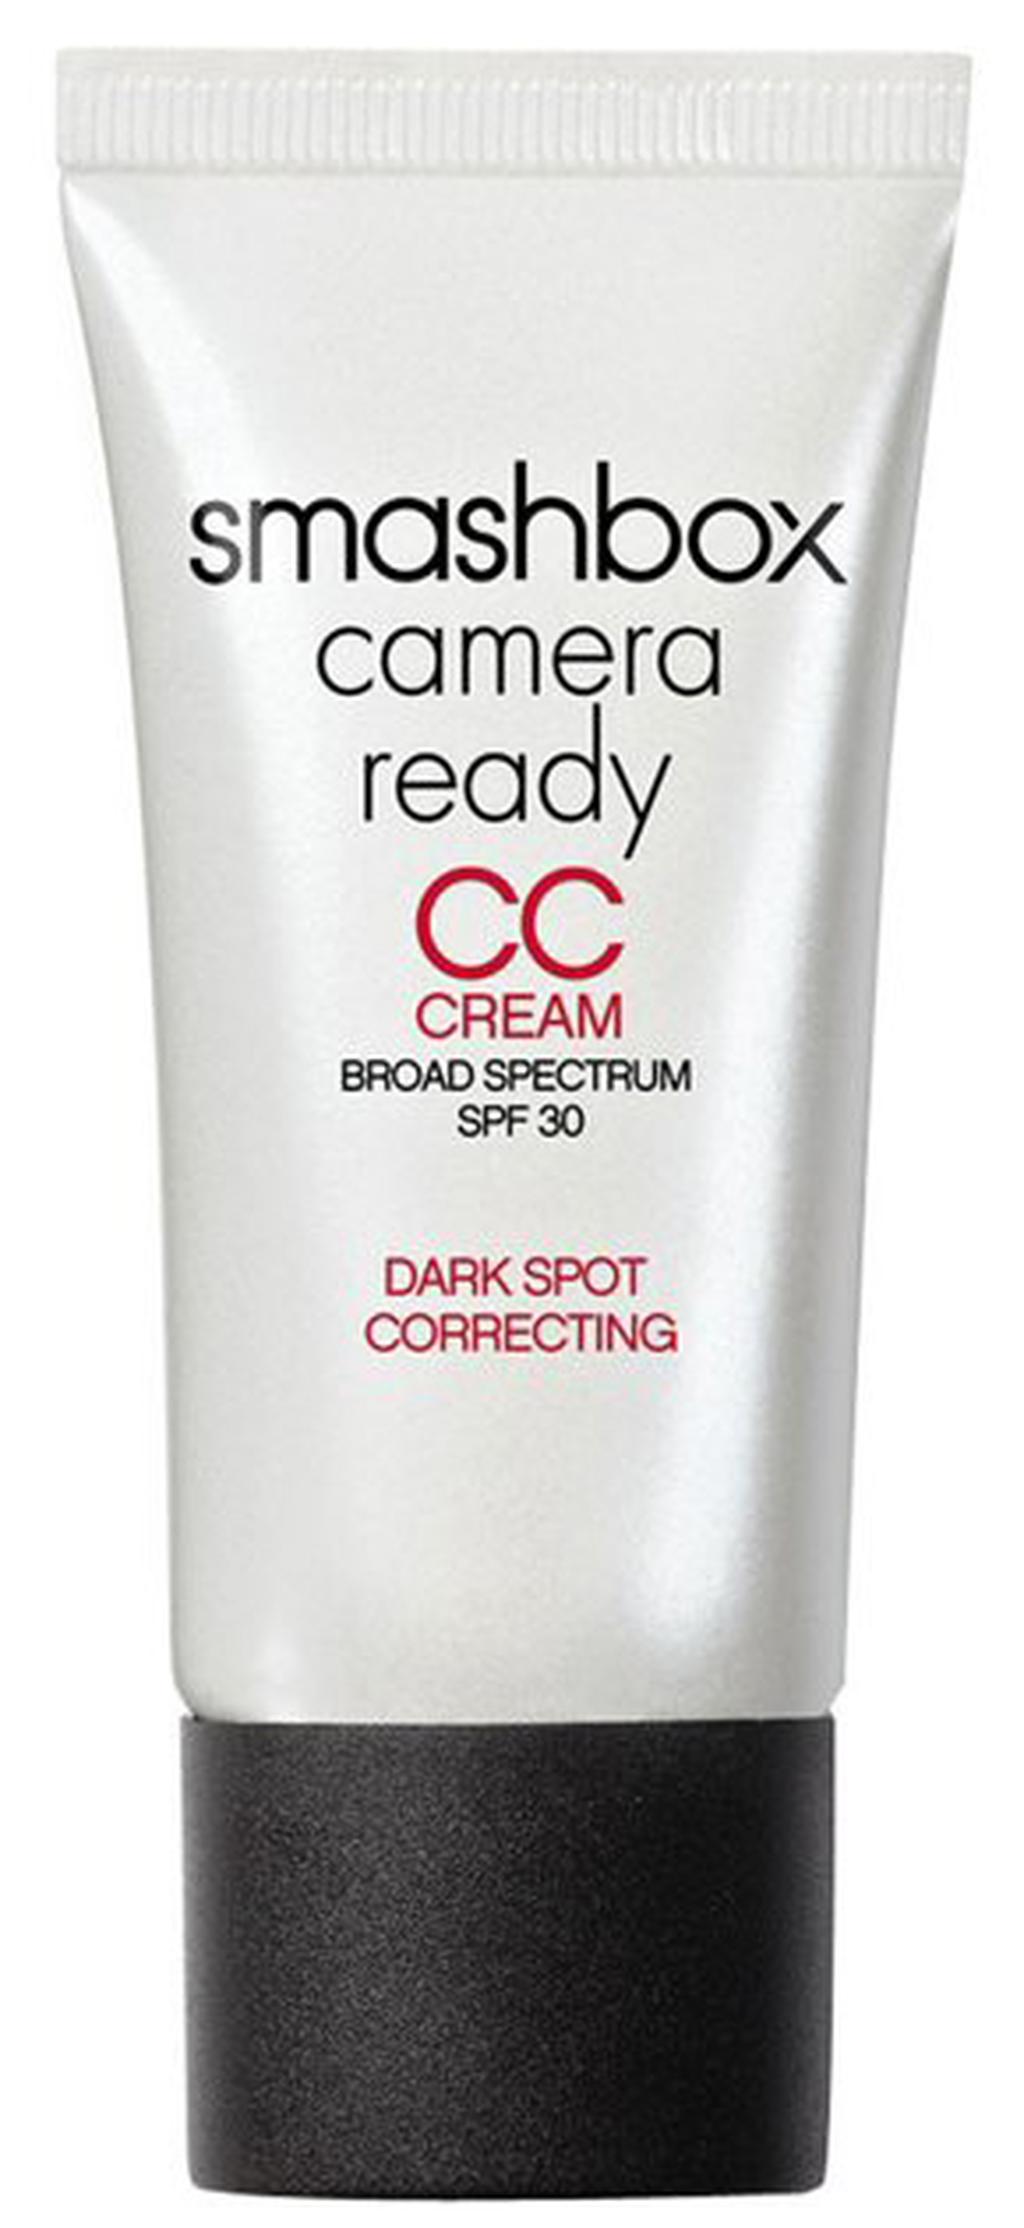 smashbox
camera
ready
CC
CREAM
BROAD SPECTRUM
SPF 30
DARK SPOT
CORRECTING